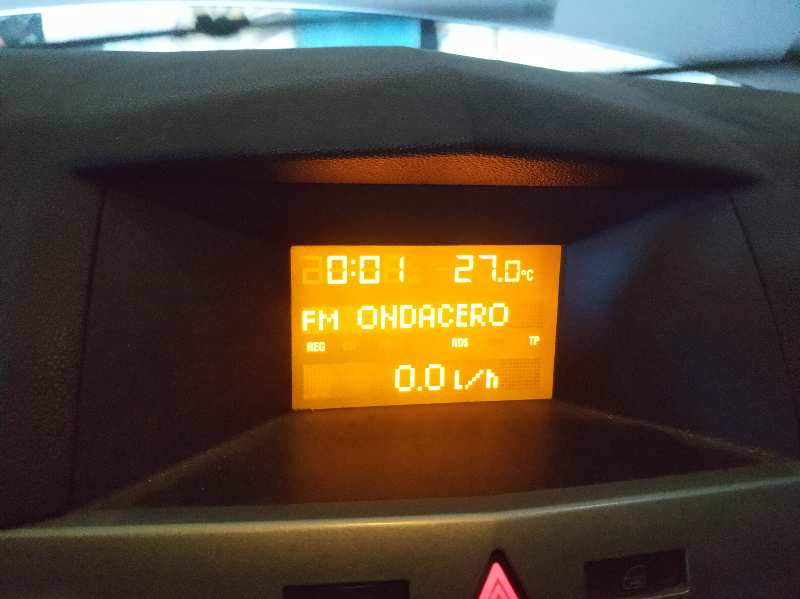 0:01 27.0°C
FM ONDACERO
REG RDS TP
0.0 l/h